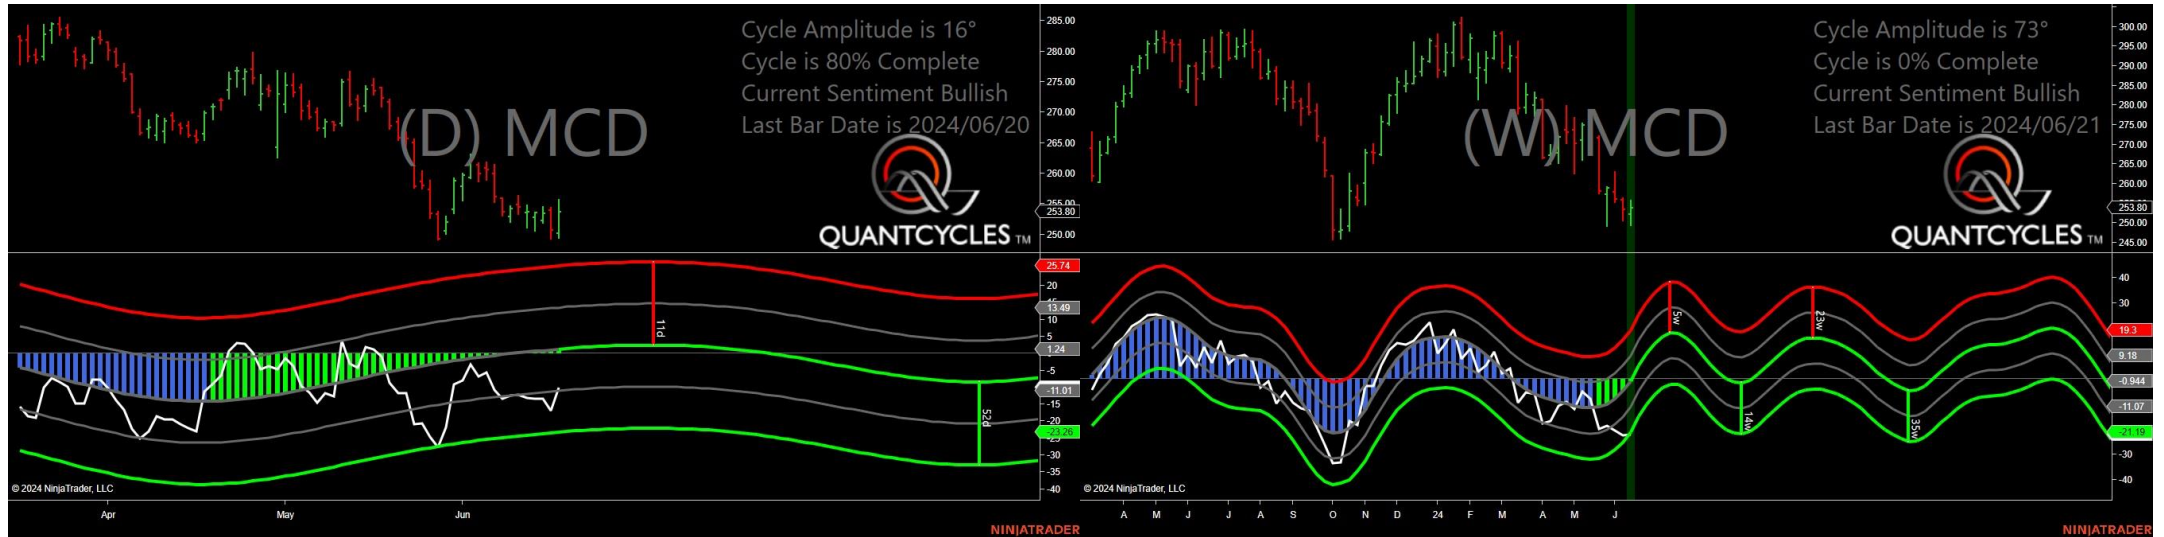 Cycle Amplitude is 16°
Cycle is 80% Complete
Current Sentiment Bullish
Last Bar Date is 2024/06/20
(D) MCD
QUANTCYCLES TM
285.00
280.00
275.00
270.00
265.00
260.00
255.00
253.80
250.00
25.74
20
15
13.49
10
5
1.24
-5
-11.01
-15
-20
-23.26
-25
-30
-35
-40
11d
52d
© 2024 NinjaTrader, LLC
Apr May Jun
NINJATRADER
Cycle Amplitude is 73°
Cycle is 0% Complete
Current Sentiment Bullish
Last Bar Date is 2024/06/21
(W) MCD
QUANTCYCLES TM
300.00
295.00
290.00
285.00
280.00
275.00
270.00
265.00
260.00
253.80
250.00
245.00
40
30
19.3
9.18
-0.944
-11.07
-21.19
-30
-40
5w
14w
23w
35w
© 2024 NinjaTrader, LLC
A M J J A S O N D 24 F M A M J
NINJATRADER